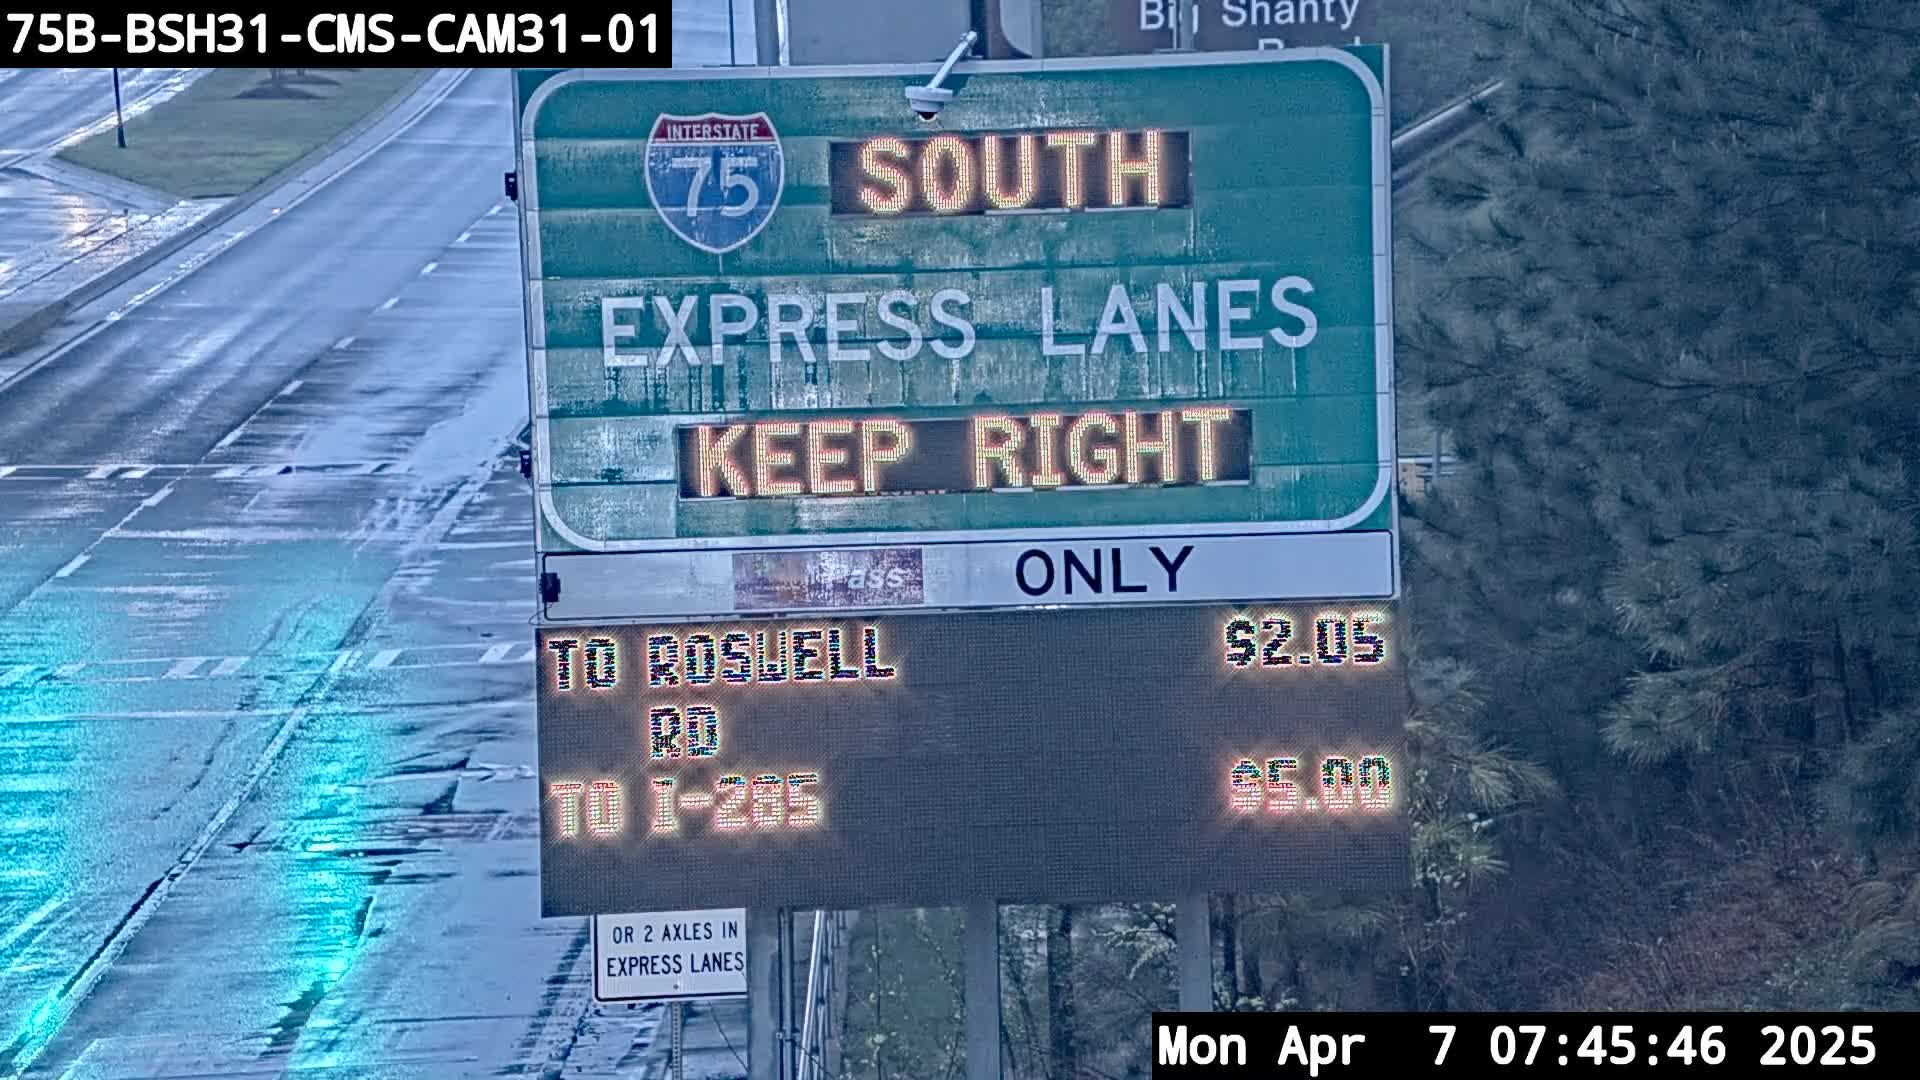 75B-BSH31-CMS-CAM31-01
Big Shanty
INTERSTATE
75
SOUTH
EXPRESS LANES
KEEP RIGHT
Pass
ONLY
TO ROSWELL $2.05
RD
TO I-285 $5.00
OR 2 AXLES IN
EXPRESS LANES
Mon Apr 7 07:45:46 2025